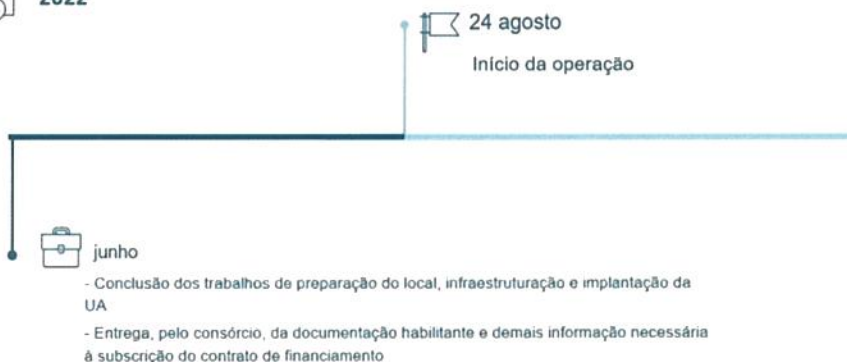 2022
24 agosto
Início da operação
junho
- Conclusão dos trabalhos de preparação do local, infraestruturação e implantação da
UA
- Entrega, pelo consórcio, da documentação habilitante e demais informação necessária
à subscrição do contrato de financiamento